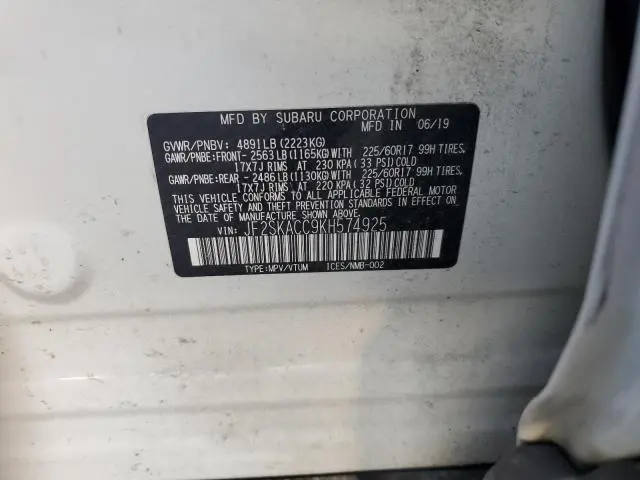 MFD BY SUBARU CORPORATION
MFD IN 06/19
GVWR/PNBV: 4891LB(2223KG)
GAWR/PNBE:FRONT- 2563LB(1165KG)WITH 225/60R17 99H TIRES.
17X7J RIMS AT 230 KPA(33 PSI)COLD
GAWR/PNBE:REAR -2486LB(1130KG)WITH 225/60R17 99H TIRES.
17X7J RIMS AT 220 KPA(32 PSI)COLD
THIS VEHICLE CONFORMS TO ALL APPLICABLE FEDERAL MOTOR
VEHICLE SAFETY, BUMPER, AND THEFT PREVENTION STANDARDS
IN EFFECT ON THE DATE OF MANUFACTURE SHOWN ABOVE.
VIN: JF2SKACC9KH574925
TYPE:MPV/VTUM ICES/NMB-002